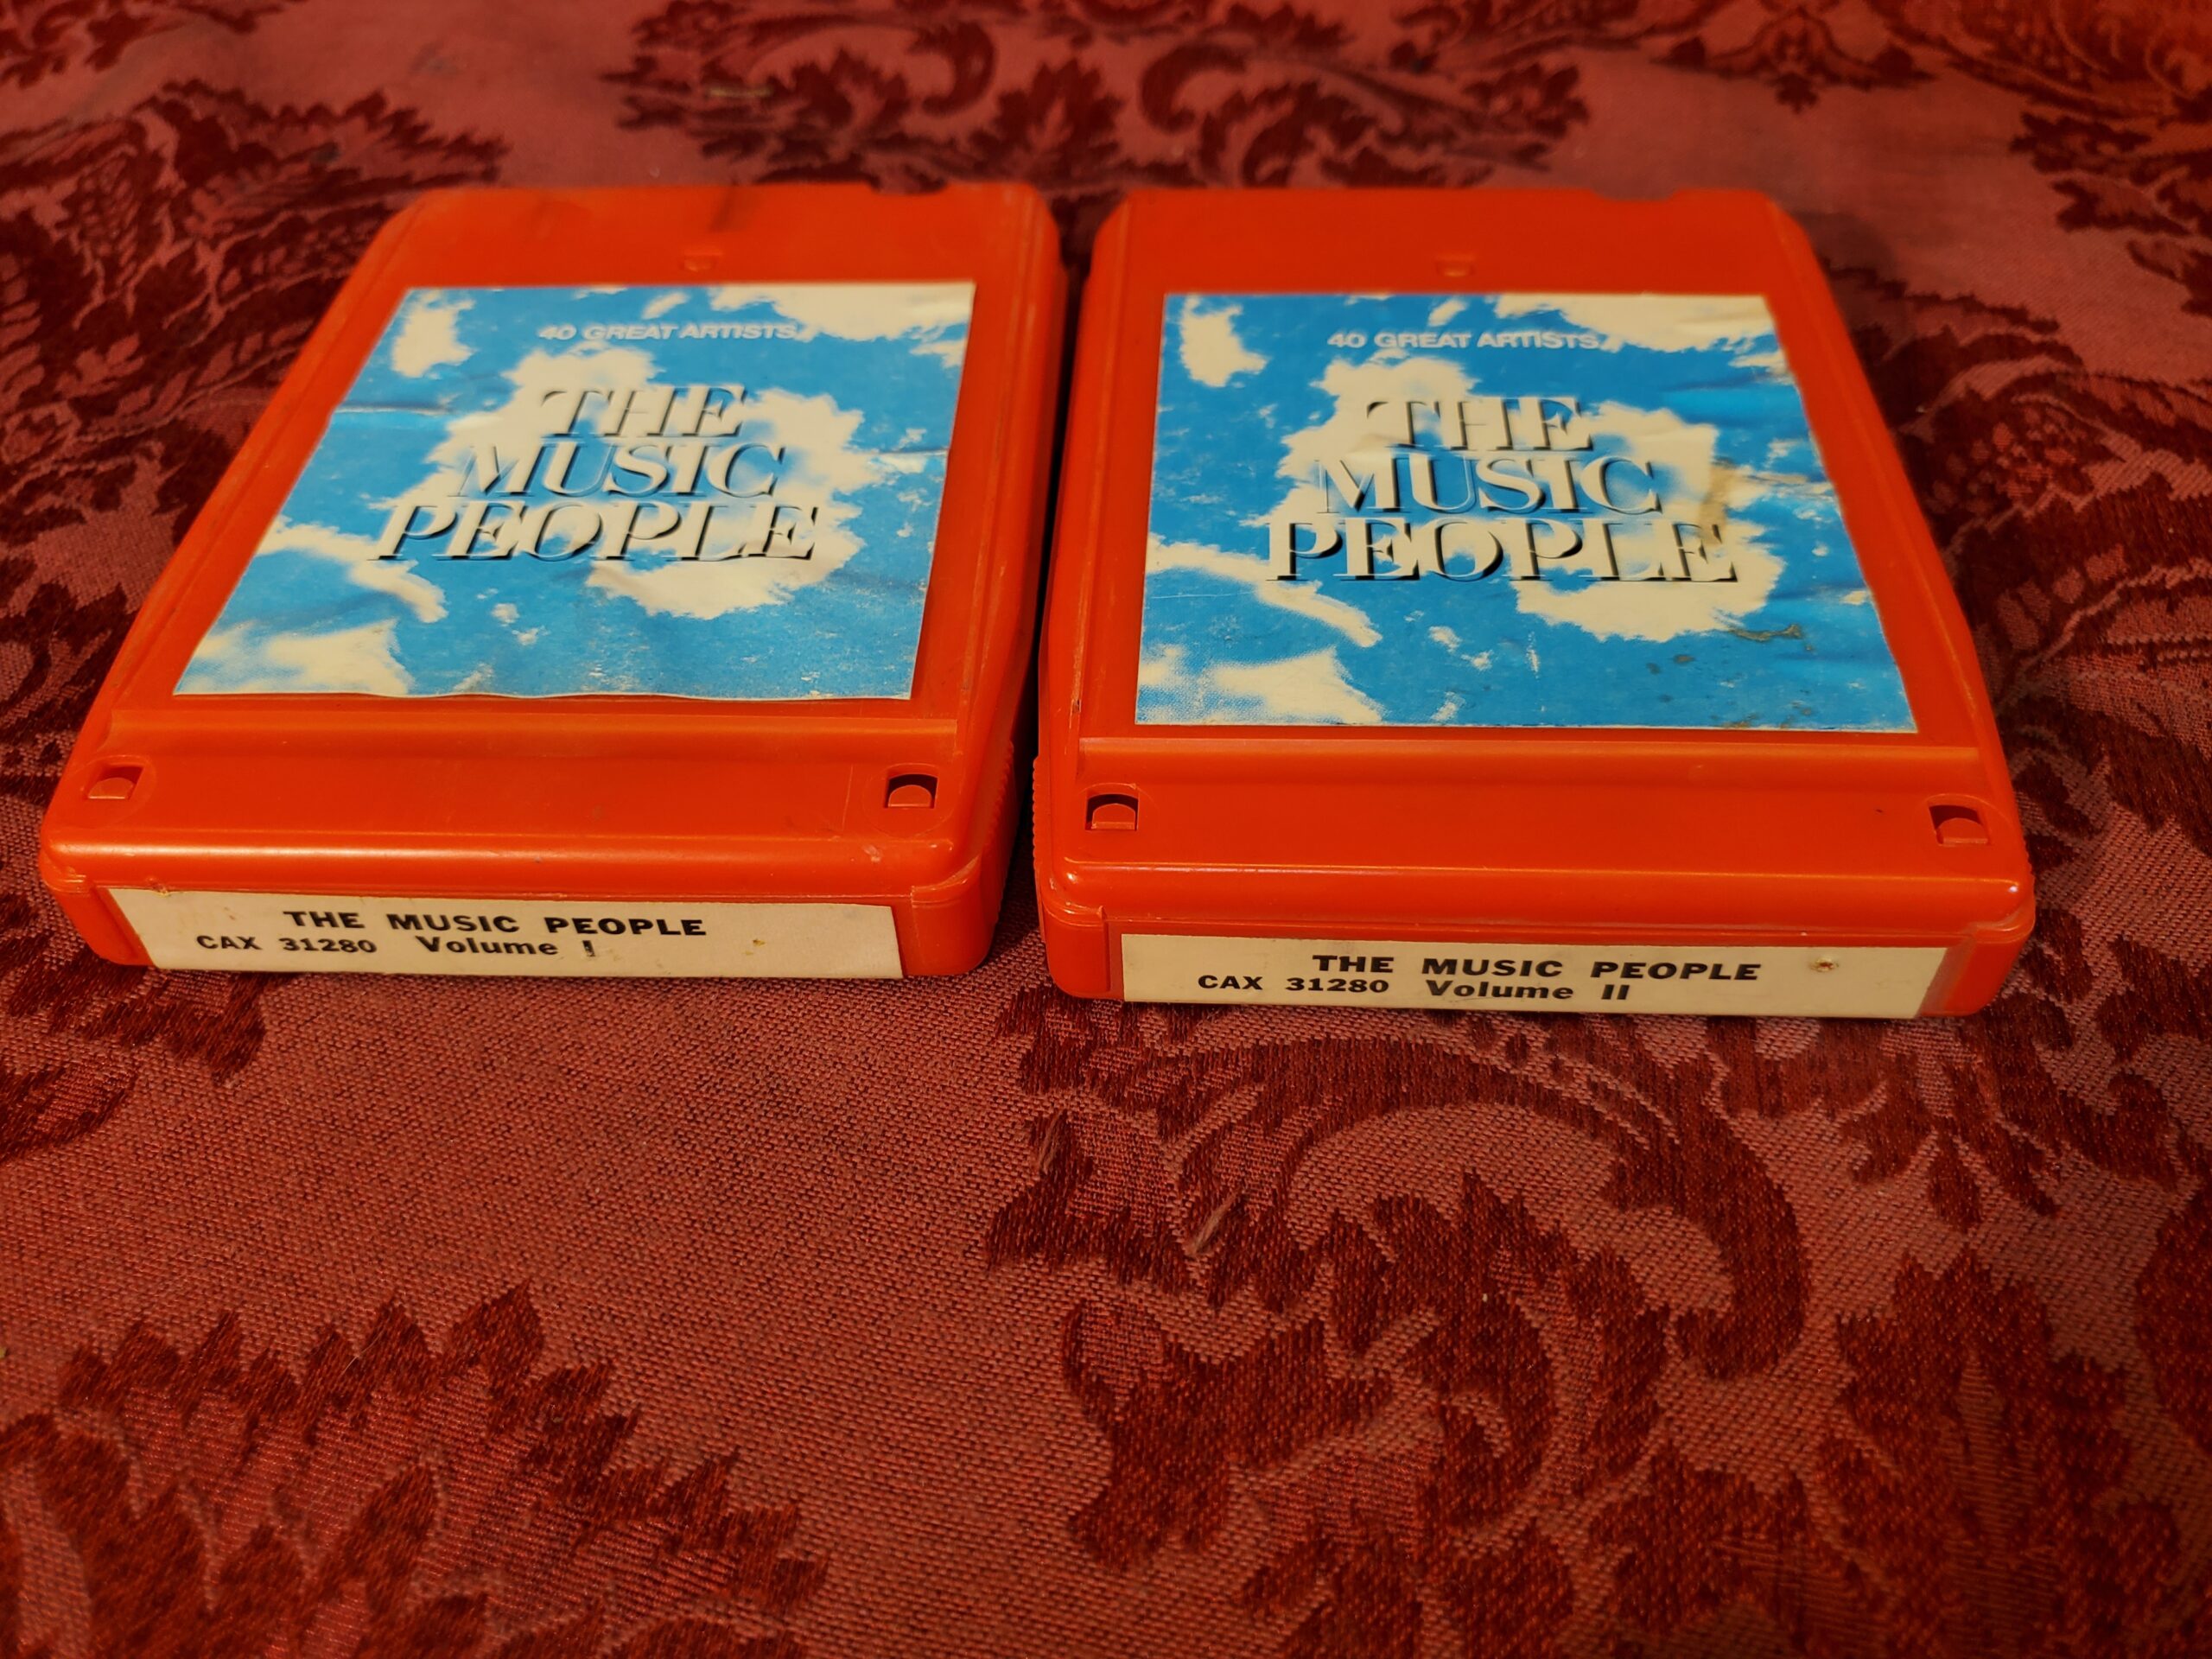 40 GREAT ARTISTS
THE
MUSIC
PEOPLE
THE MUSIC PEOPLE
CAX 31280 Volume I
40 GREAT ARTISTS
THE
MUSIC
PEOPLE
THE MUSIC PEOPLE
CAX 31280 Volume II